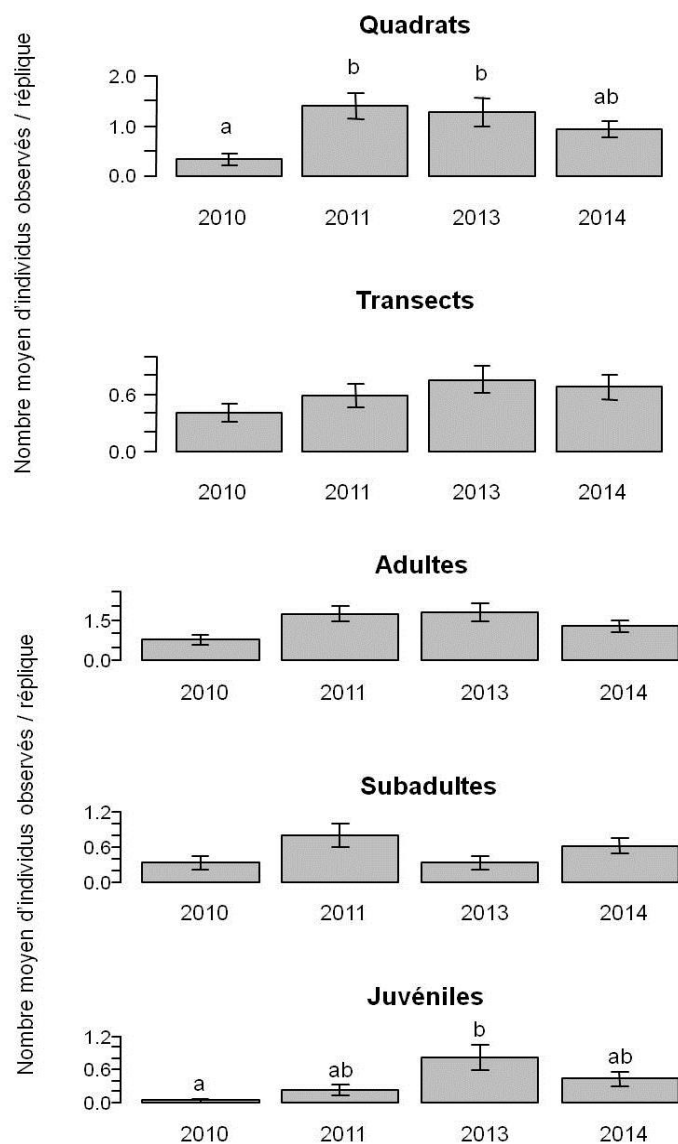 Nombre moyen d'individus observés / réplique
Quadrats
2.0
1.0
0.0
a
b
b
ab
2010
2011
2013
2014
Transects
0.6
0.0
2010
2011
2013
2014
Nombre moyen d'individus observés / réplique
Adultes
1.5
0.0
2010
2011
2013
2014
Subadultes
1.2
0.6
0.0
2010
2011
2013
2014
Juvéniles
1.2
0.6
0.0
a
ab
b
ab
2010
2011
2013
2014